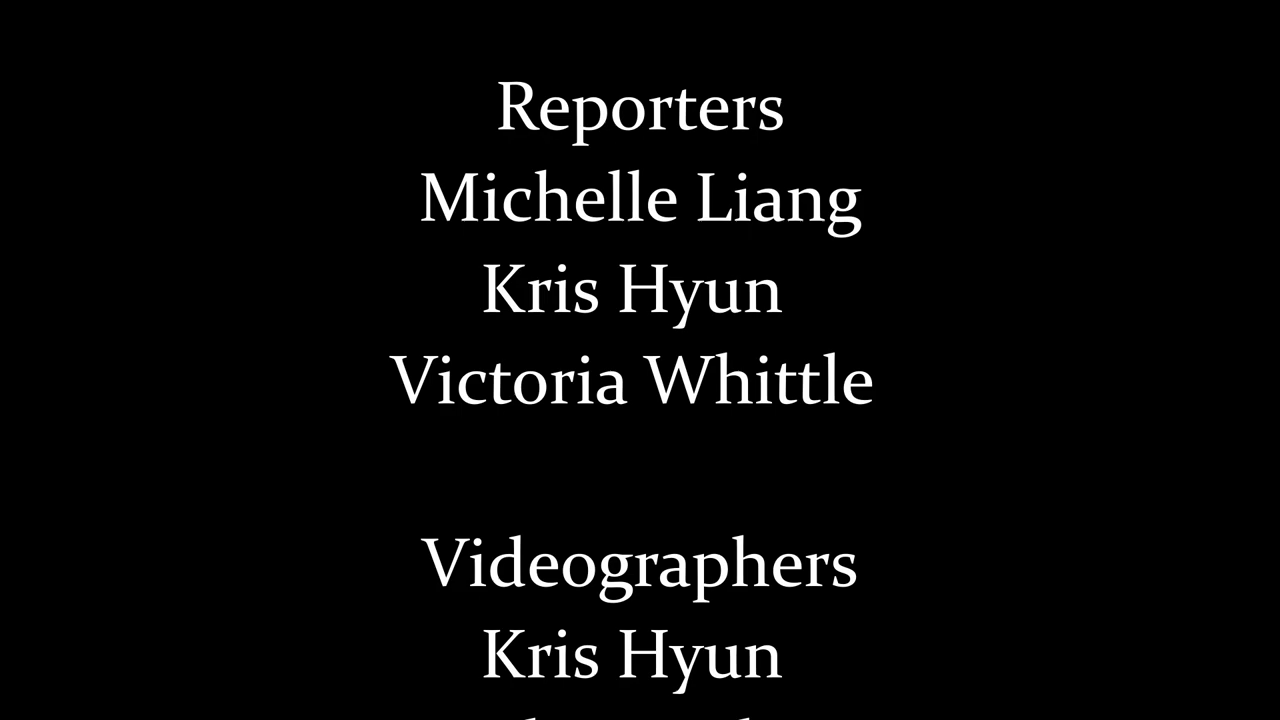 Reporters
Michelle Liang
Kris Hyun
Victoria Whittle
Videographers
Kris Hyun